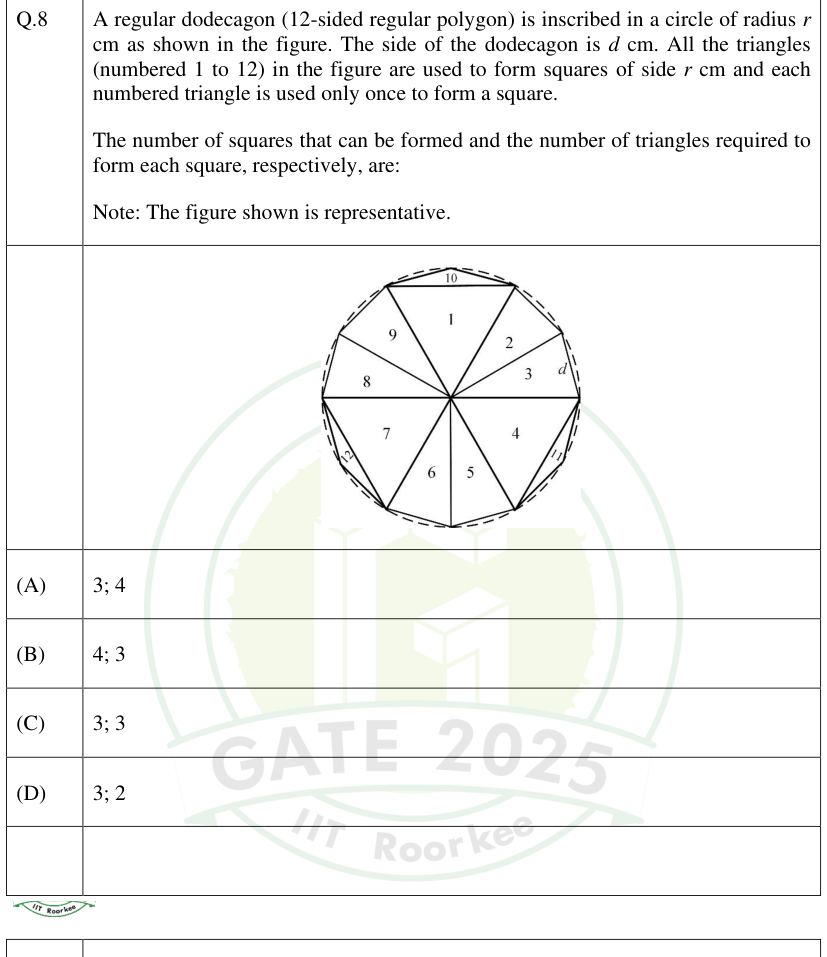 Q.8
A regular dodecagon (12-sided regular polygon) is inscribed in a circle of radius r
cm as shown in the figure. The side of the dodecagon is d cm. All the triangles
(numbered 1 to 12) in the figure are used to form squares of side r cm and each
numbered triangle is used only once to form a square.
The number of squares that can be formed and the number of triangles required to
form each square, respectively, are:
Note: The figure shown is representative.
10
1
9
2
3
d
8
7
4
12
11
6
5
(A)
3; 4
(B)
4; 3
(C)
3; 3
(D)
3; 2
GATE 2025
IIT Roorkee
IIT Roorkee